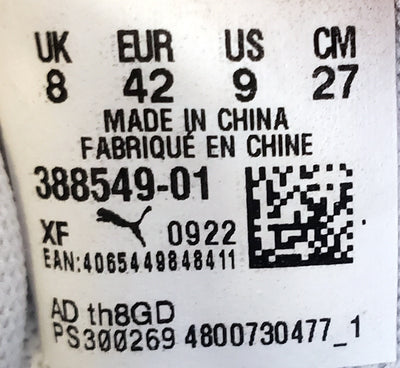 UK EUR US CM
8 42 9 27
MADE IN CHINA
FABRIQUÉ EN CHINE
388549-01
XF 0922
EAN:4065449848411
AD th8GD
PS300269 4800730477_1